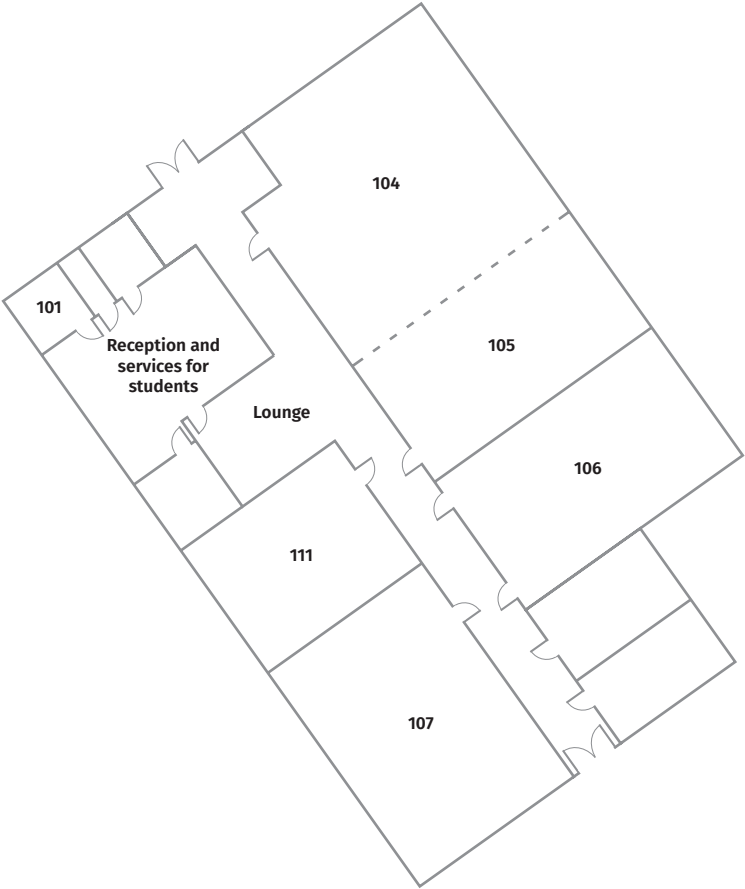 104
101
105
Reception and
services for
students
Lounge
106
111
107